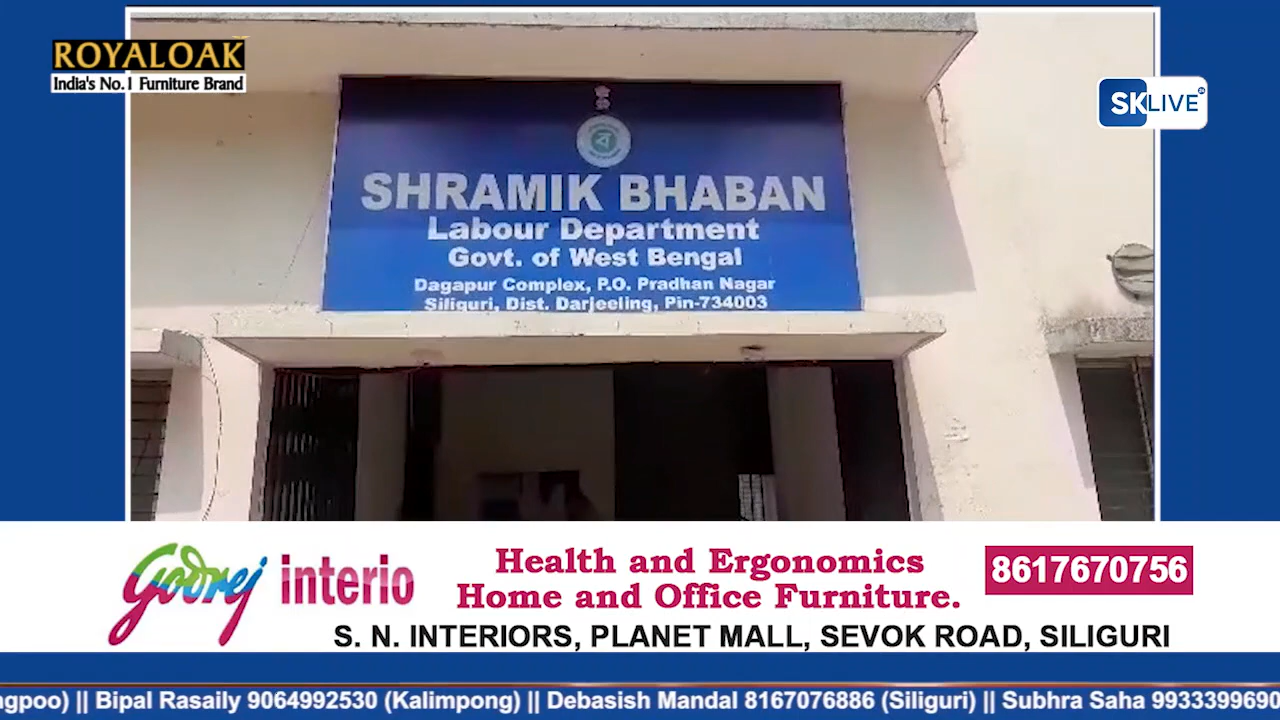 ROYALOAK
India's No.1 Furniture Brand
SKLIVE
SHRAMIK BHABAN
Labour Department
Govt. of West Bengal
Dagapur Complex, P.O. Pradhan Nagar
Siliguri, Dist. Darjeeling, Pin-734003
Godrej interio
Health and Ergonomics
Home and Office Furniture.
8617670756
S. N. INTERIORS, PLANET MALL, SEVOK ROAD, SILIGURI
ngpoo) || Bipal Rasaily 9064992530 (Kalimpong) || Debasish Mandal 8167076886 (Siliguri) || Subhra Saha 9933399690